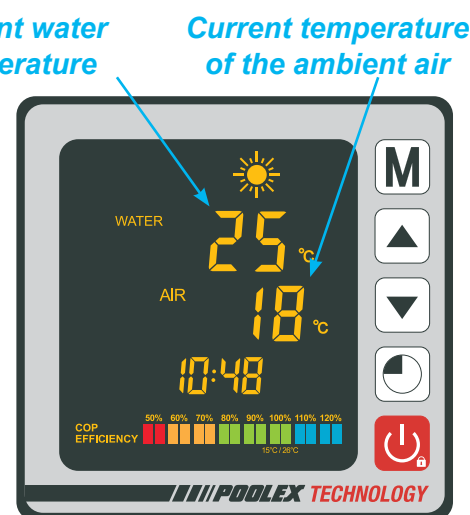 nt water
erature
Current temperature
of the ambient air
M
WATER
25 °C
AIR
18 °C
10:48
50% 60% 70% 80% 90% 100% 110% 120%
COP
EFFICIENCY
15°C / 26°C
POOLEX TECHNOLOGY